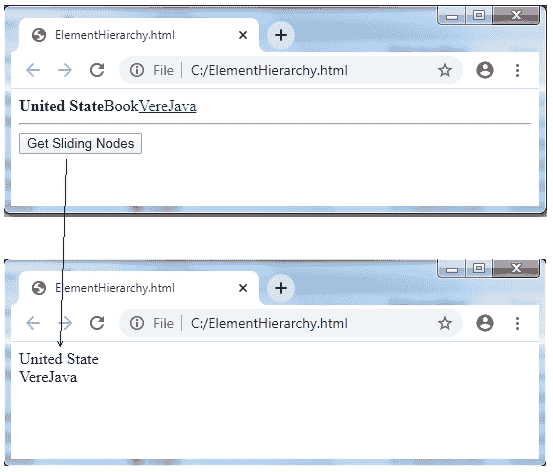 ElementHierarchy.html
File | C:/ElementHierarchy.html
United StateBookVereJava
Get Sliding Nodes
ElementHierarchy.html
File | C:/ElementHierarchy.html
United State
VereJava